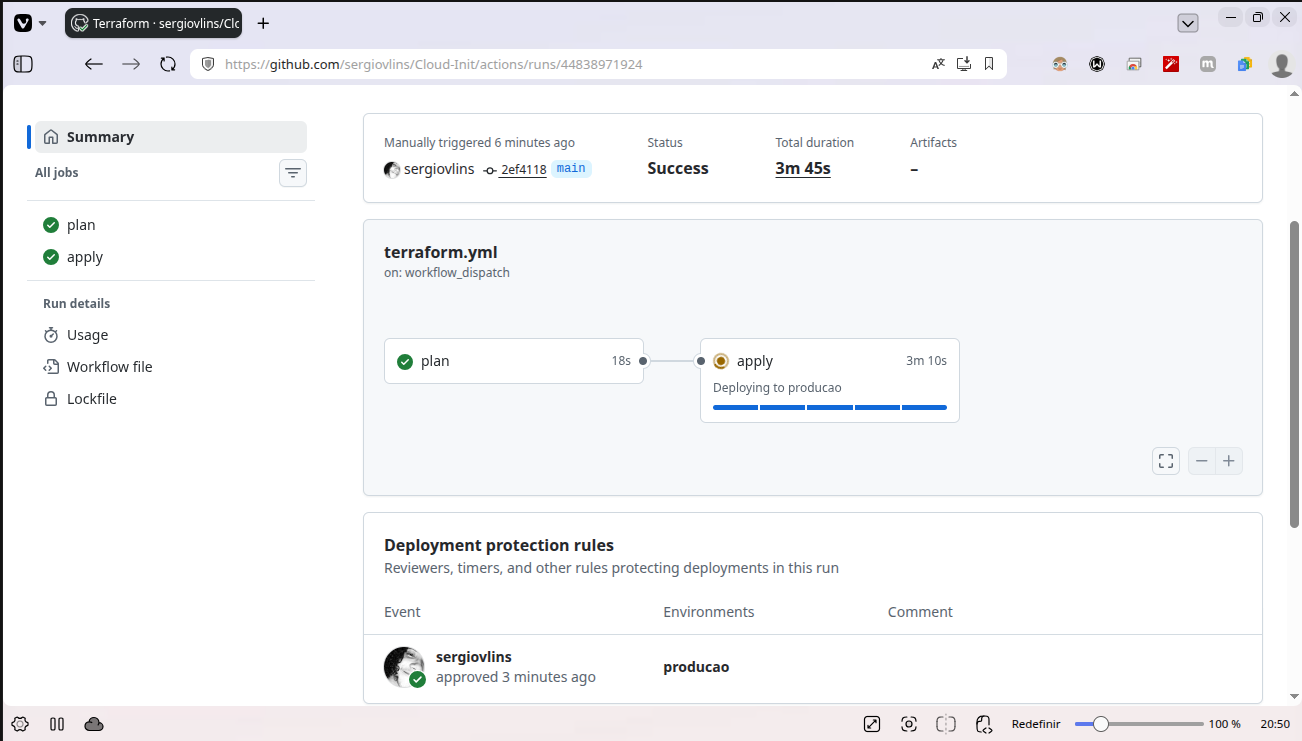 Terraform · sergiovlins/Clo
https://github.com/sergiovlins/Cloud-Init/actions/runs/44838971924
Summary
All jobs
plan
apply
Run details
Usage
Workflow file
Lockfile
Manually triggered 6 minutes ago
sergiovlins 2ef4118 main
Status
Success
Total duration
3m 45s
Artifacts
–
terraform.yml
on: workflow_dispatch
plan 18s
apply 3m 10s
Deploying to producao
Deployment protection rules
Reviewers, timers, and other rules protecting deployments in this run
Event Environments Comment
sergiovlins
approved 3 minutes ago
producao
Redefinir 100 % 20:50